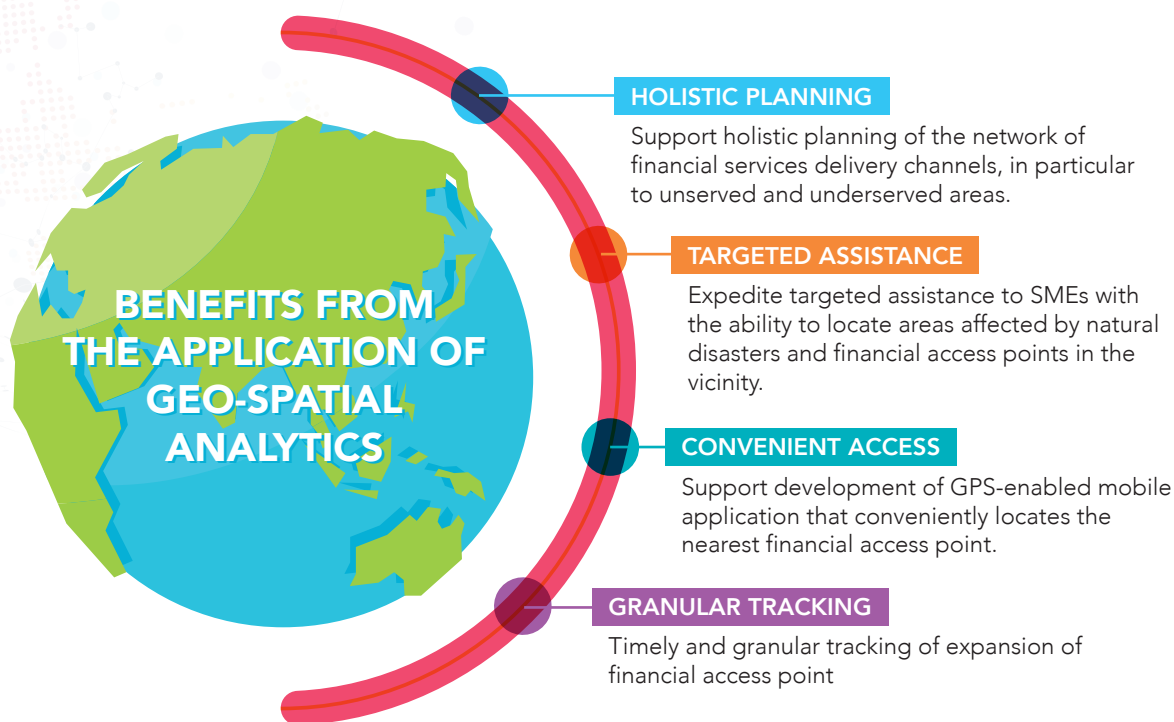 BENEFITS FROM
THE APPLICATION OF
GEO-SPATIAL
ANALYTICS
HOLISTIC PLANNING
Support holistic planning of the network of
financial services delivery channels, in particular
to unserved and underserved areas.
TARGETED ASSISTANCE
Expedite targeted assistance to SMEs with
the ability to locate areas affected by natural
disasters and financial access points in the
vicinity.
CONVENIENT ACCESS
Support development of GPS-enabled mobile
application that conveniently locates the
nearest financial access point.
GRANULAR TRACKING
Timely and granular tracking of expansion of
financial access point